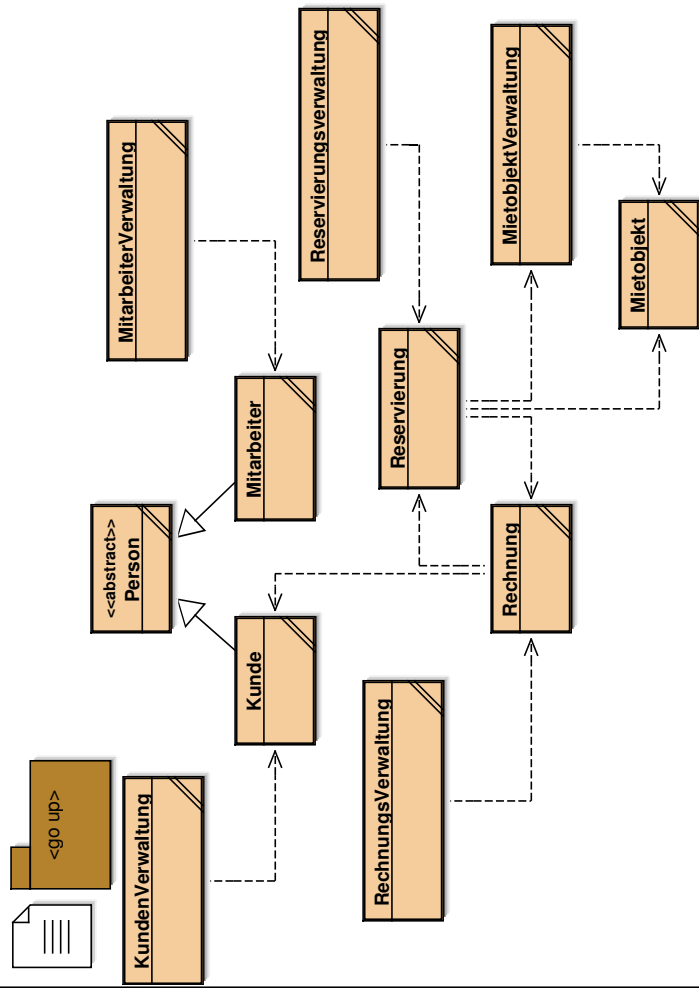 <go up>
KundenVerwaltung
<<abstract>>
Person
MitarbeiterVerwaltung
Kunde
Mitarbeiter
Reservierungsverwaltung
RechnungsVerwaltung
Reservierung
Rechnung
MietobjektVerwaltung
Mietobjekt